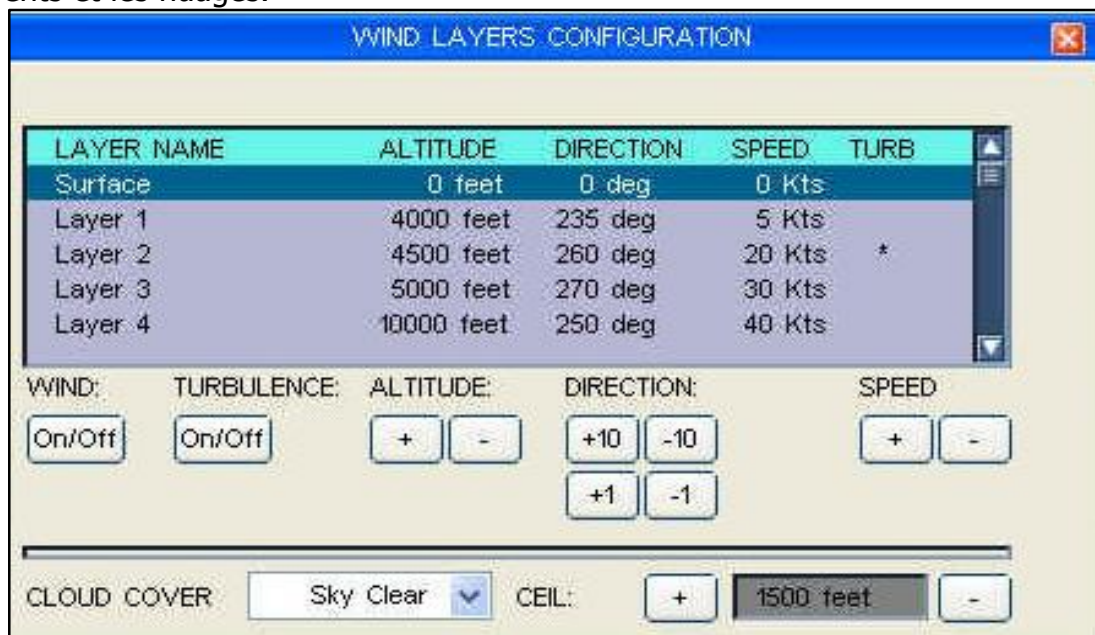 ents et les nuages.
WIND LAYERS CONFIGURATION
LAYER NAME ALTITUDE DIRECTION SPEED TURB
Surface 0 feet 0 deg 0 Kts
Layer 1 4000 feet 235 deg 5 Kts
Layer 2 4500 feet 260 deg 20 Kts *
Layer 3 5000 feet 270 deg 30 Kts
Layer 4 10000 feet 250 deg 40 Kts
WIND: TURBULENCE: ALTITUDE: DIRECTION: SPEED
On/Off On/Off + - +10 -10 + -
+1 -1
CLOUD COVER Sky Clear CEIL: + 1500 feet -